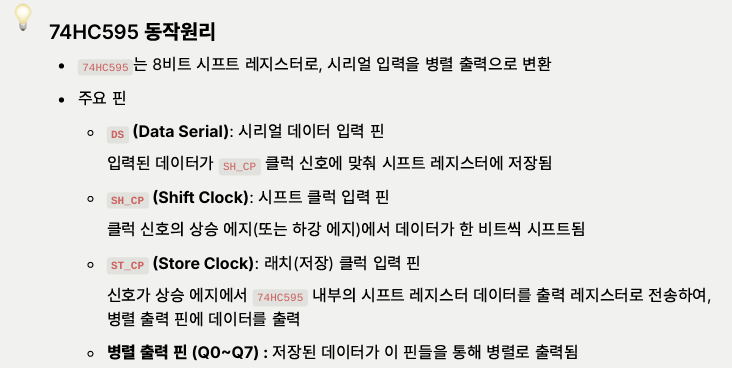 74HC595 동작원리
74HC595 는 8비트 시프트 레지스터로, 시리얼 입력을 병렬 출력으로 변환
주요 핀
DS (Data Serial): 시리얼 데이터 입력 핀
입력된 데이터가 SH_CP 클럭 신호에 맞춰 시프트 레지스터에 저장됨
SH_CP (Shift Clock): 시프트 클럭 입력 핀
클럭 신호의 상승 에지(또는 하강 에지)에서 데이터가 한 비트씩 시프트됨
ST_CP (Store Clock): 래치(저장) 클럭 입력 핀
신호가 상승 에지에서 74HC595 내부의 시프트 레지스터 데이터를 출력 레지스터로 전송하여,
병렬 출력 핀에 데이터를 출력
병렬 출력 핀 (Q0~Q7) : 저장된 데이터가 이 핀들을 통해 병렬로 출력됨